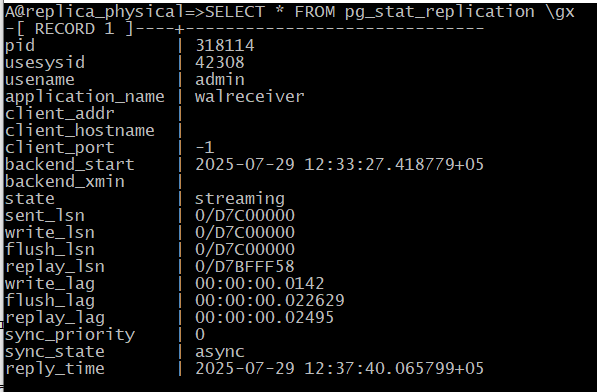 A@replica_physical=>SELECT * FROM pg_stat_replication \gx
-[ RECORD 1 ]----+------------------------------
pid              | 318114
usesysid         | 42308
usename          | admin
application_name | walreceiver
client_addr      |
client_hostname  |
client_port      | -1
backend_start    | 2025-07-29 12:33:27.418779+05
backend_xmin     |
state            | streaming
sent_lsn         | 0/D7C00000
write_lsn        | 0/D7C00000
flush_lsn        | 0/D7C00000
replay_lsn       | 0/D7BFFF58
write_lag        | 00:00:00.0142
flush_lag        | 00:00:00.022629
replay_lag       | 00:00:00.02495
sync_priority    | 0
sync_state       | async
reply_time       | 2025-07-29 12:37:40.065799+05